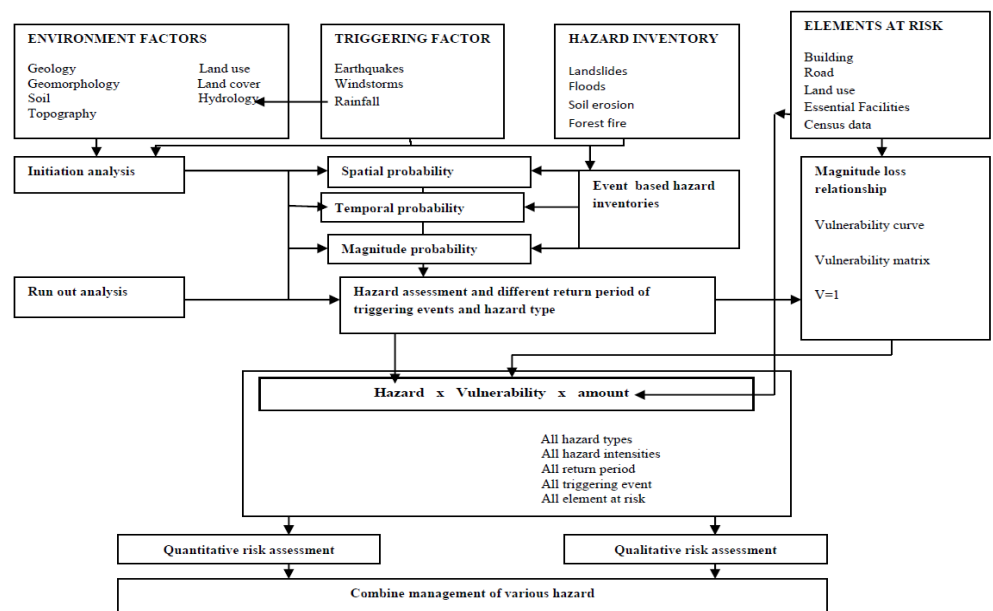 ENVIRONMENT FACTORS
Geology
Geomorphology
Soil
Topography
Land use
Land cover
Hydrology
TRIGGERING FACTOR
Earthquakes
Windstorms
Rainfall
HAZARD INVENTORY
Landslides
Floods
Soil erosion
Forest fire
ELEMENTS AT RISK
Building
Road
Land use
Essential Facilities
Census data
Initiation analysis
Spatial probability
Temporal probability
Magnitude probability
Event based hazard
inventories
Magnitude loss
relationship
Vulnerability curve
Vulnerability matrix
V=1
Run out analysis
Hazard assessment and different return period of
triggering events and hazard type
Hazard x Vulnerability x amount
All hazard types
All hazard intensities
All return period
All triggering event
All element at risk
Quantitative risk assessment
Qualitative risk assessment
Combine management of various hazard